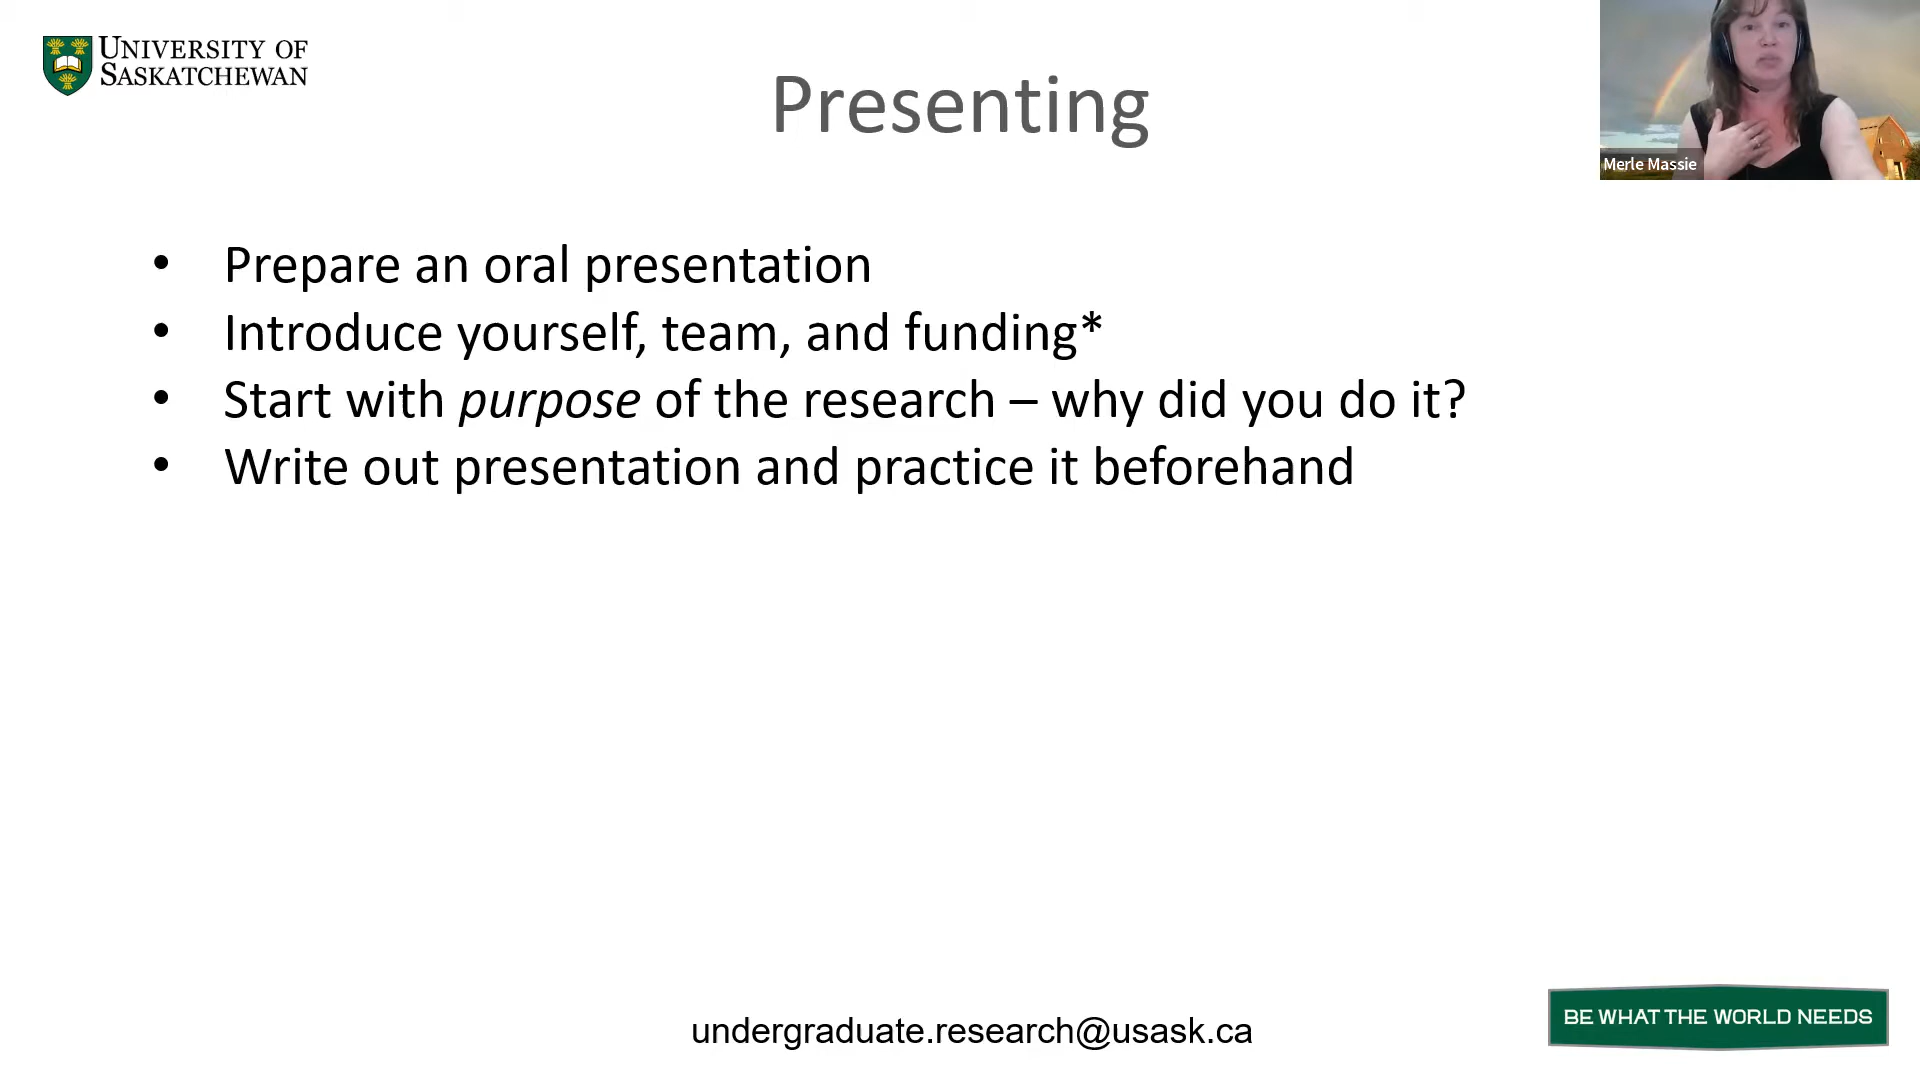 UNIVERSITY OF
SASKATCHEWAN
Presenting
Merle Massie
• Prepare an oral presentation
• Introduce yourself, team, and funding*
• Start with purpose of the research – why did you do it?
• Write out presentation and practice it beforehand
undergraduate.research@usask.ca
BE WHAT THE WORLD NEEDS